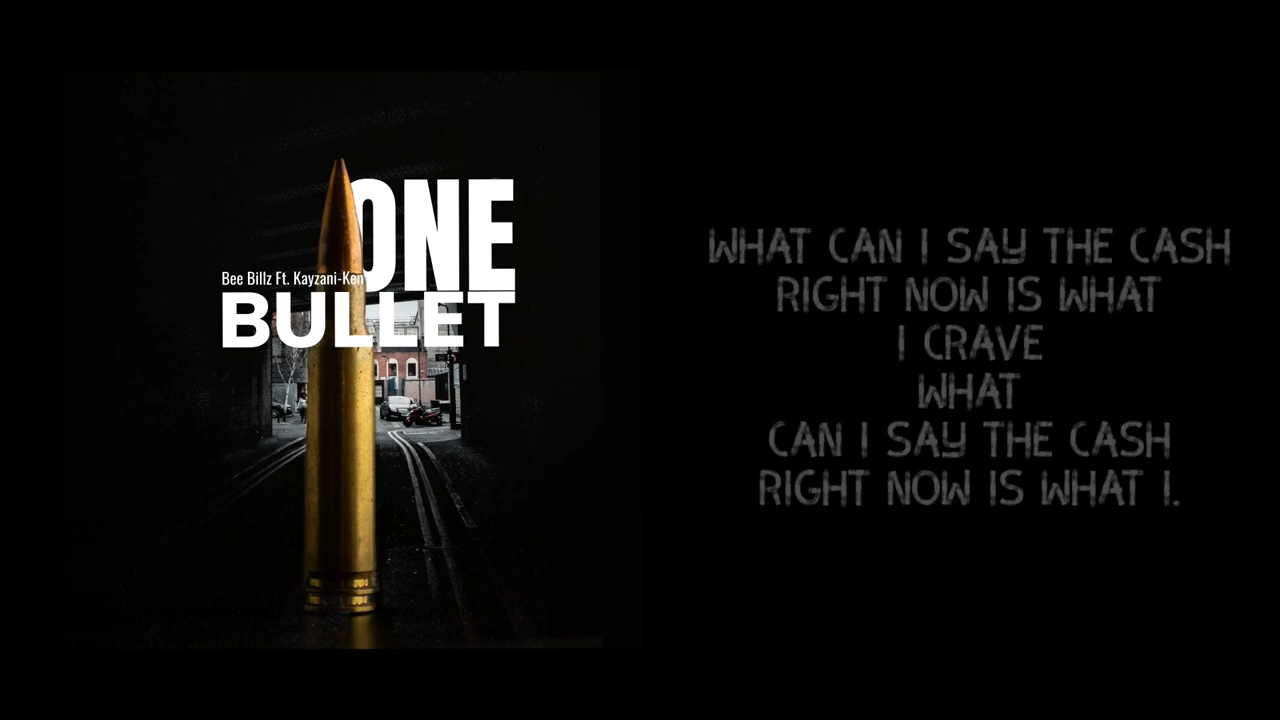 ONE
Bee Billz Ft. Kayzani-Ken
BULLET
WHAT CAN I SAY THE CASH
RIGHT NOW IS WHAT
I CRAVE
WHAT
CAN I SAY THE CASH
RIGHT NOW IS WHAT I.